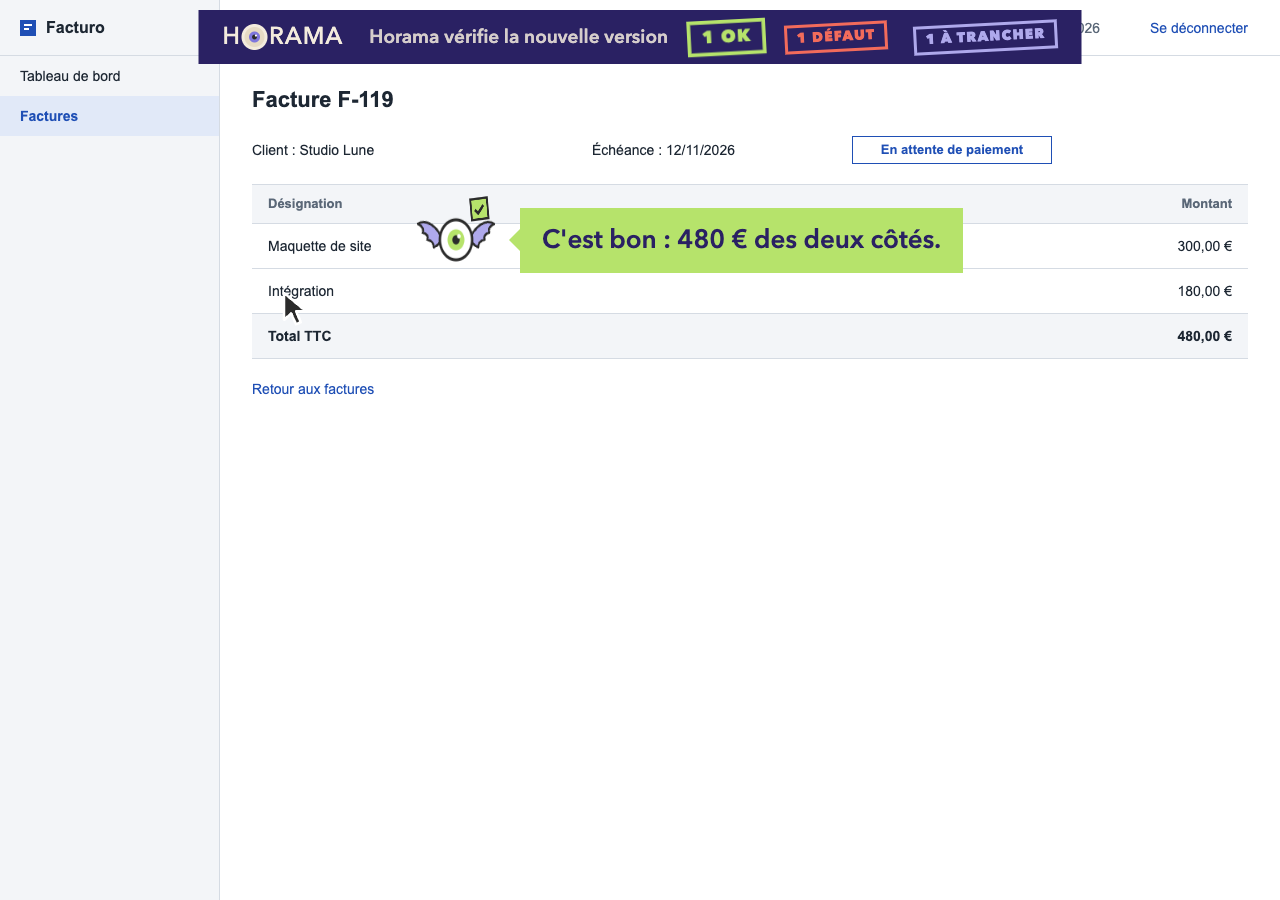 Facturo
HORAMA Horama vérifie la nouvelle version 1 OK 1 DÉFAUT 1 À TRANCHER
Se déconnecter
Tableau de bord
Factures
Facture F-119
Client : Studio Lune Échéance : 12/11/2026 En attente de paiement
Désignation Montant
Maquette de site 300,00 €
C'est bon : 480 € des deux côtés.
Intégration 180,00 €
Total TTC 480,00 €
Retour aux factures